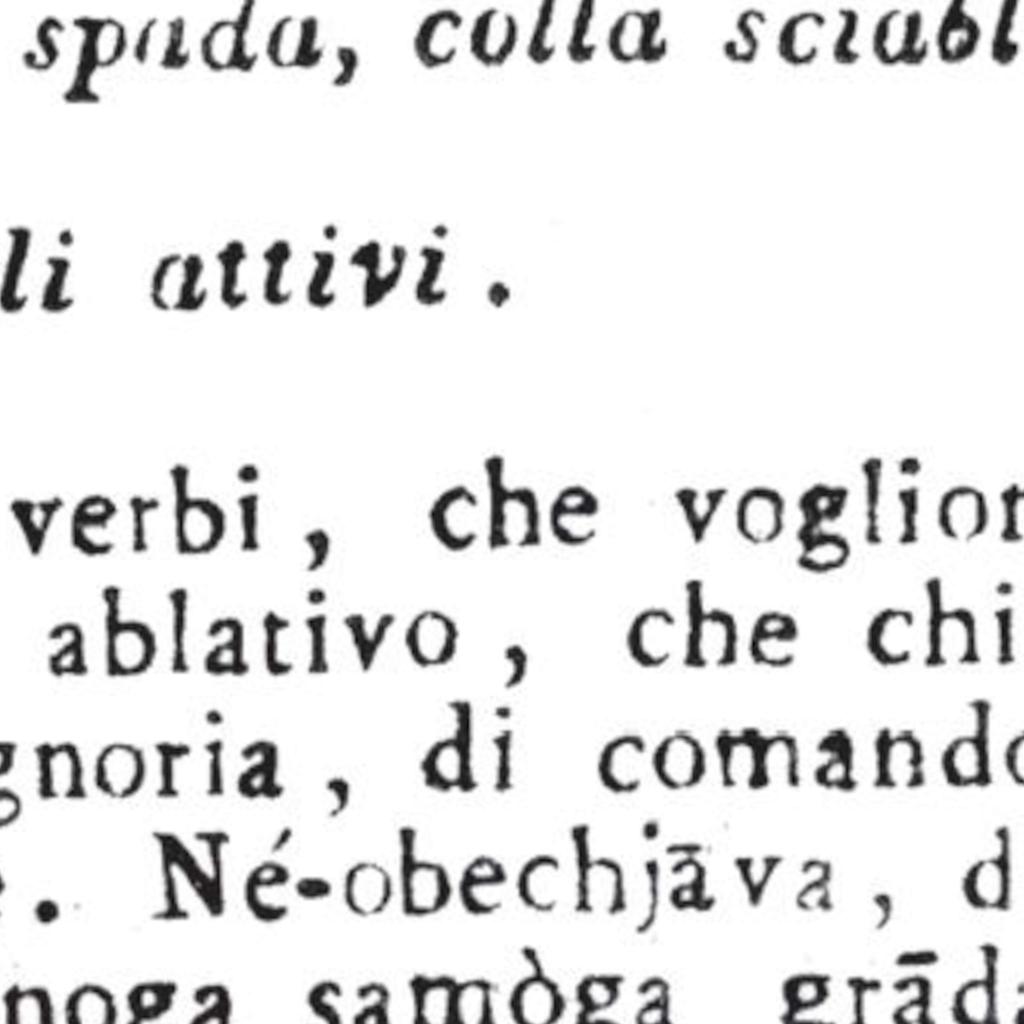 spada, colla sciabl
li attivi .
verbi , che voglion
ablativo , che chi
gnoria , di comando
. Né-obechjāva , d
noga samòga grāda